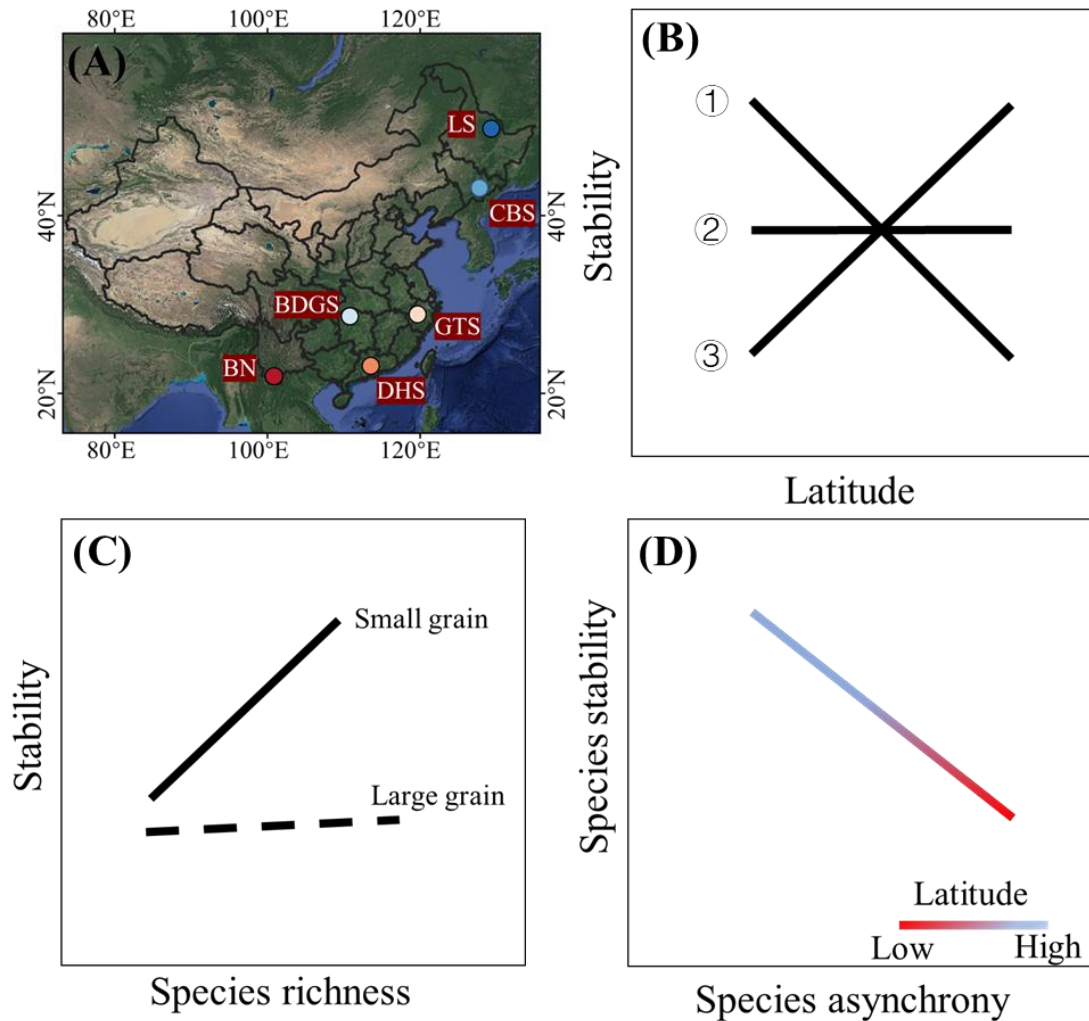 80°E 100°E 120°E
(A)
LS
CBS
BDGS
GTS
BN
DHS
40°N
20°N
40°N
20°N
80°E 100°E 120°E
(B)
①
②
③
Stability
Latitude
(C)
Small grain
Large grain
Stability
Species richness
(D)
Species stability
Latitude
Low High
Species asynchrony